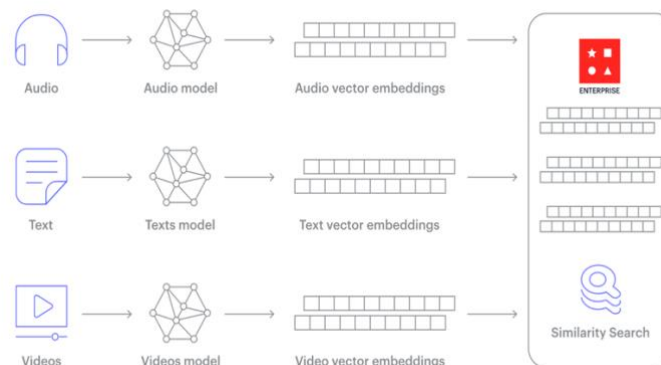 Audio
Audio model
Audio vector embeddings
ENTERPRISE
Text
Texts model
Text vector embeddings
Similarity Search
Videos
Videos model
Video vector embeddings